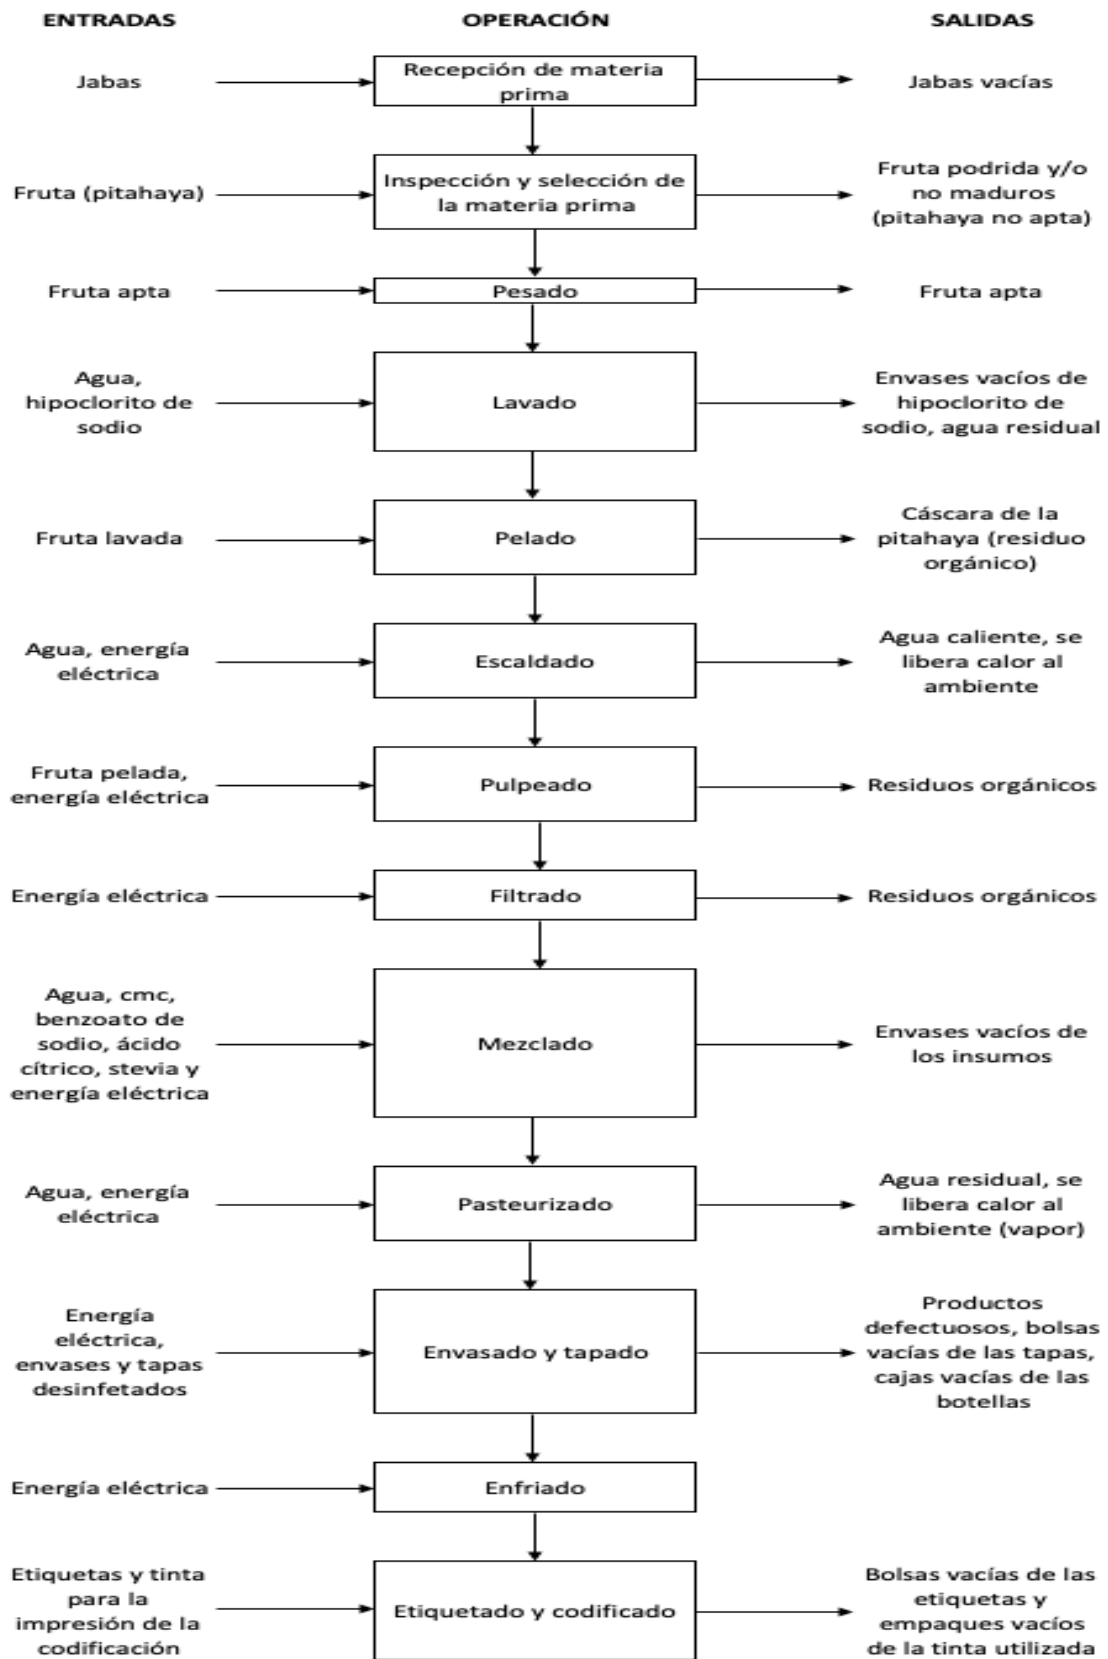 ENTRADAS
OPERACIÓN
SALIDAS
Jabas
Recepción de materia
prima
Jabas vacías
Fruta (pitahaya)
Inspección y selección de
la materia prima
Fruta podrida y/o
no maduros
(pitahaya no apta)
Fruta apta
Pesado
Fruta apta
Agua,
hipoclorito de
sodio
Lavado
Envases vacíos de
hipoclorito de
sodio, agua residual
Fruta lavada
Pelado
Cáscara de la
pitahaya (residuo
orgánico)
Agua, energía
eléctrica
Escaldado
Agua caliente, se
libera calor al
ambiente
Fruta pelada,
energía eléctrica
Pulpeado
Residuos orgánicos
Energía eléctrica
Filtrado
Residuos orgánicos
Agua, cmc,
benzoato de
sodio, ácido
cítrico, stevia y
energía eléctrica
Mezclado
Envases vacíos de
los insumos
Agua, energía
eléctrica
Pasteurizado
Agua residual, se
libera calor al
ambiente (vapor)
Energía
eléctrica,
envases y tapas
desinfetados
Envasado y tapado
Productos
defectuosos, bolsas
vacías de las tapas,
cajas vacías de las
botellas
Energía eléctrica
Enfriado
Etiquetas y tinta
para la
impresión de la
codificación
Etiquetado y codificado
Bolsas vacías de las
etiquetas y
empaques vacíos
de la tinta utilizada